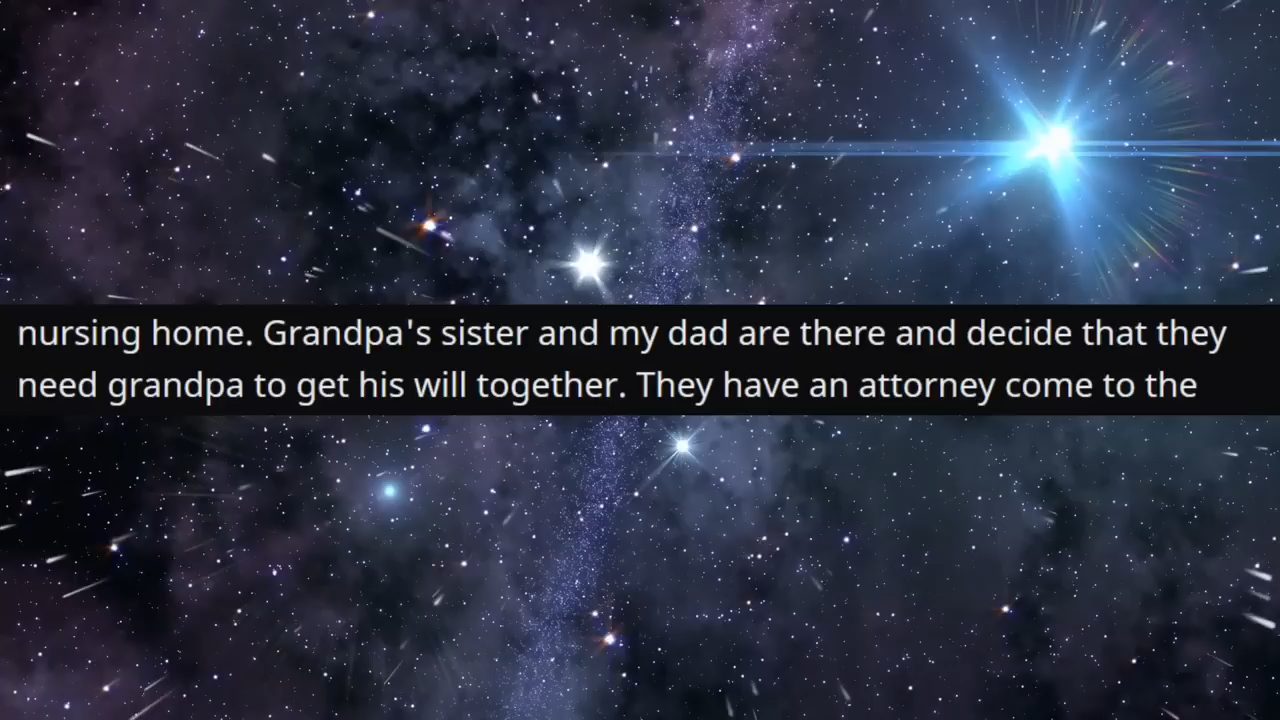 nursing home. Grandpa's sister and my dad are there and decide that they
need grandpa to get his will together. They have an attorney come to the